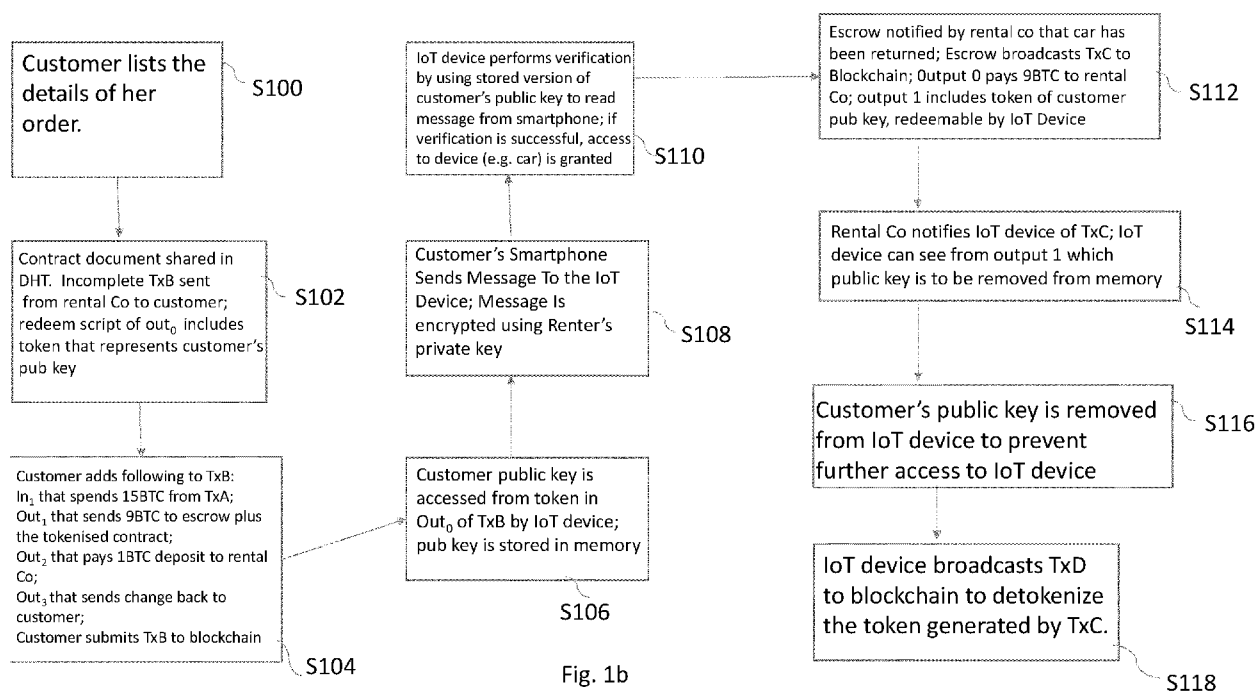 Customer lists the
details of her
order.
S100
Contract document shared in
DHT. Incomplete TxB sent
from rental Co to customer;
redeem script of out0 includes
token that represents customer's
pub key
S102
Customer adds following to TxB:
In1 that spends 15BTC from TxA;
Out1 that sends 9BTC to escrow plus
the tokenised contract;
Out2 that pays 1BTC deposit to rental
Co;
Out3 that sends change back to
customer;
Customer submits TxB to blockchain
S104
Customer public key is
accessed from token in
Out0 of TxB by IoT device;
pub key is stored in memory
S106
Customer's Smartphone
Sends Message To the IoT
Device; Message Is
encrypted using Renter's
private key
S108
IoT device performs verification
by using stored version of
customer's public key to read
message from smartphone; if
verification is successful, access
to device (e.g. car) is granted
S110
Escrow notified by rental co that car has
been returned; Escrow broadcasts TxC to
Blockchain; 0utput 0 pays 9BTC to rental
Co; output 1 includes token of customer
pub key, redeemable by IoT Device
S112
Rental Co notifies IoT device of TxC; IoT
device can see from output 1 which
public key is to be removed from memory
S114
Customer's public key is removed
from IoT device to prevent
further access to IoT device
S116
IoT device broadcasts TxD
to blockchain to detokenize
the token generated by TxC.
S118
Fig. 1b